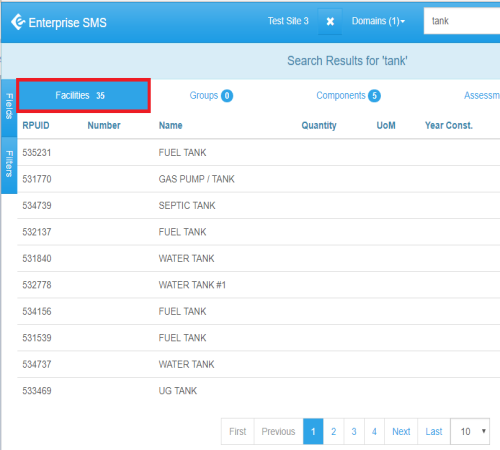 Enterprise SMS Test Site 3 × Domains (1) tank
Search Results for 'tank'
Facilities 35 Groups 0 Components 5 Assessm
Fields
Filters
RPUID Number Name Quantity UoM Year Const.
535231 FUEL TANK
531770 GAS PUMP / TANK
534739 SEPTIC TANK
532137 FUEL TANK
531840 WATER TANK
532778 WATER TANK #1
534156 FUEL TANK
531539 FUEL TANK
534737 WATER TANK
533469 UG TANK
First Previous 1 2 3 4 Next Last 10